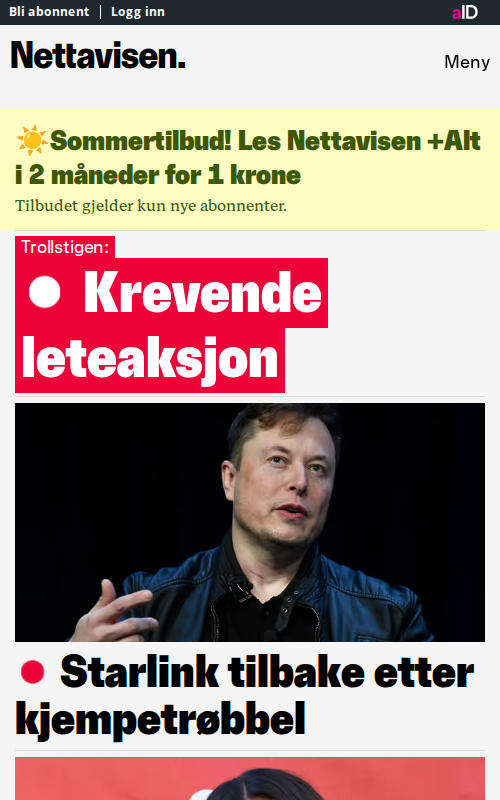 Bli abonnent | Logg inn
aID
Nettavisen.
Meny
☀️Sommertilbud! Les Nettavisen +Alt
i 2 måneder for 1 krone
Tilbudet gjelder kun nye abonnenter.
Trollstigen:
Krevende
leteaksjon
Starlink tilbake etter
kjempetrøbbel